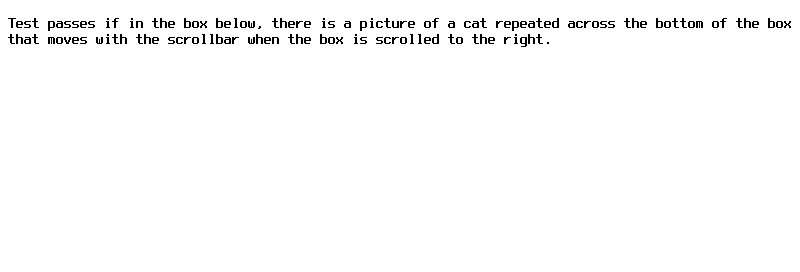 Test passes if in the box below, there is a picture of a cat repeated across the bottom of the box
that moves with the scrollbar when the box is scrolled to the right.